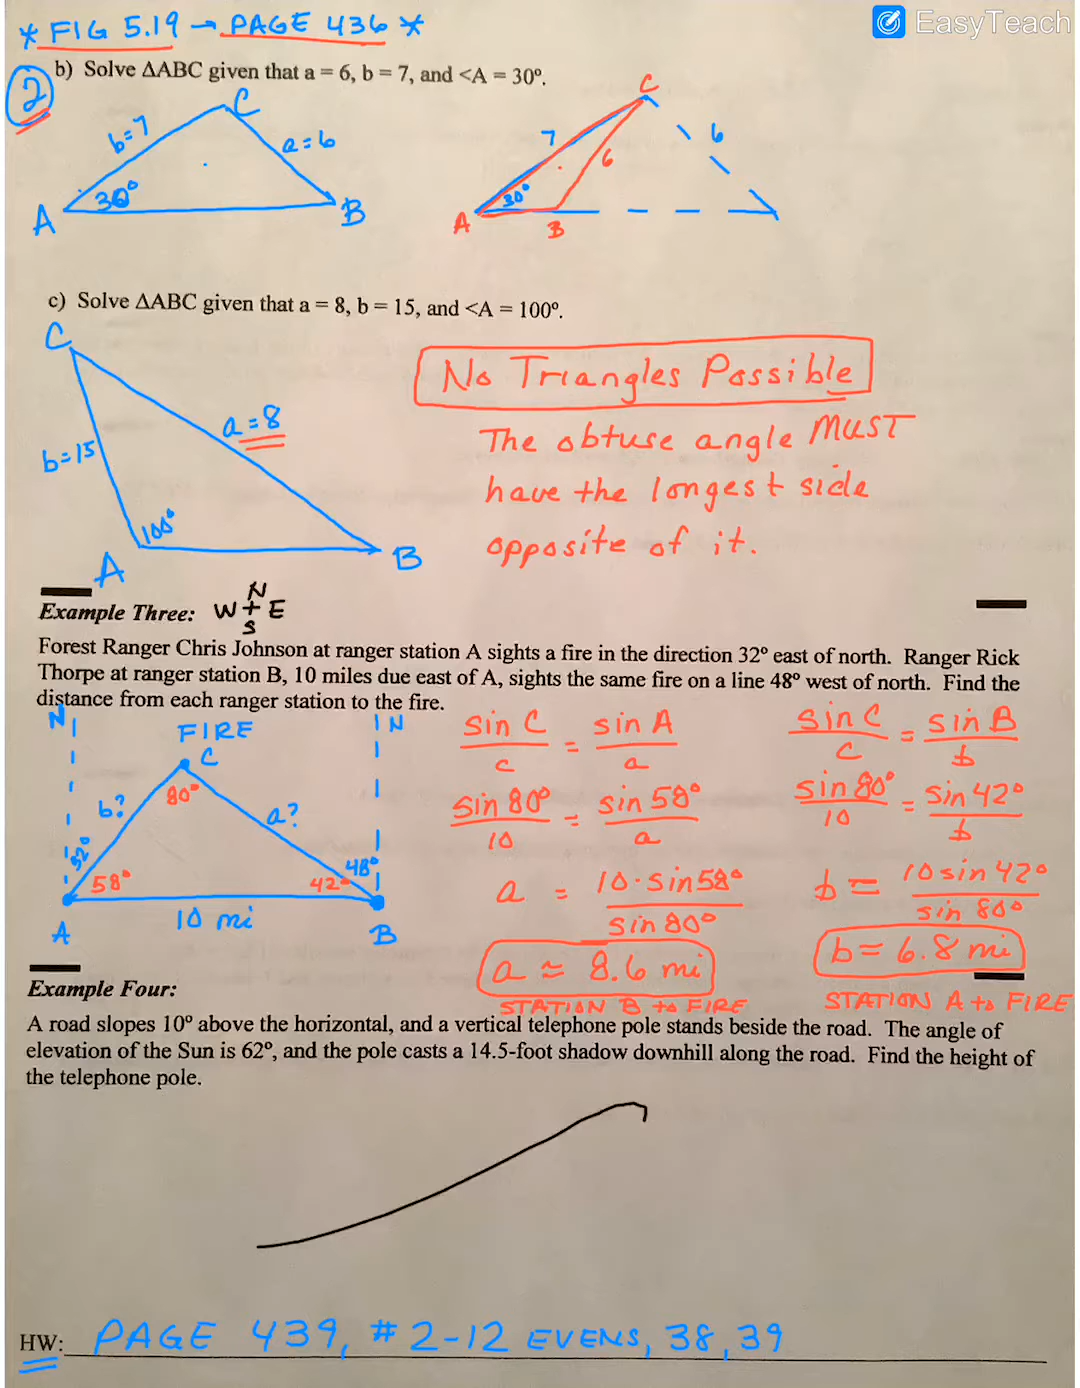 * FIG 5.19 → PAGE 436 *
EasyTeach
2
b) Solve ΔABC given that a = 6, b = 7, and <A = 30º.
C
b=7
a=6
30°
A
B
C
7
6
6
30°
A
B
c) Solve ΔABC given that a = 8, b = 15, and <A = 100º.
C
a=8
b=15
100°
A
B
No Triangles Possible
The obtuse angle MUST
have the longest side
opposite of it.
Example Three:
N
W + E
S
Forest Ranger Chris Johnson at ranger station A sights a fire in the direction 32º east of north. Ranger Rick
Thorpe at ranger station B, 10 miles due east of A, sights the same fire on a line 48º west of north. Find the
distance from each ranger station to the fire.
N
FIRE
N
C
80°
b?
a?
32°
48°
58°
42°
10 mi
A
B
sin C / c = sin A / a
sin 80° / 10 = sin 58° / a
a = 10·sin58° / sin 80°
a ≈ 8.6 mi
STATION B to FIRE
sin C / c = sin B / b
sin 80° / 10 = sin 42° / b
b = 10 sin 42° / sin 80°
b = 6.8 mi
STATION A to FIRE
Example Four:
A road slopes 10º above the horizontal, and a vertical telephone pole stands beside the road. The angle of
elevation of the Sun is 62º, and the pole casts a 14.5-foot shadow downhill along the road. Find the height of
the telephone pole.
HW: PAGE 439, # 2-12 EVENS, 38, 39